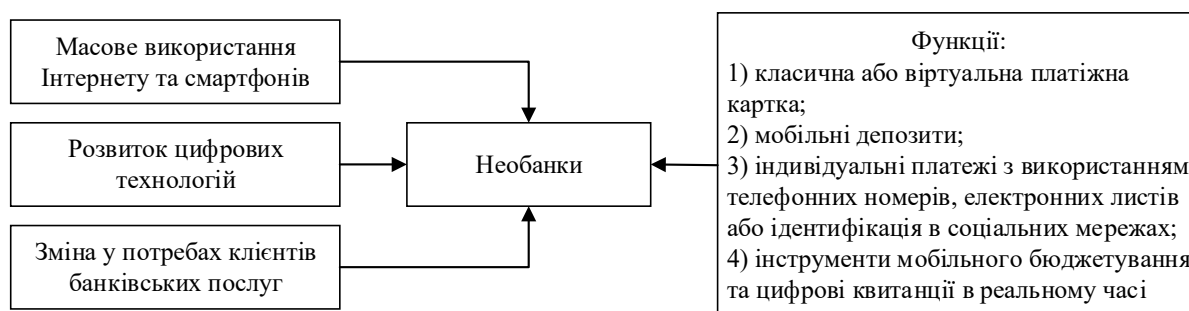 Масове використання
Інтернету та смартфонів
Розвиток цифрових
технологій
Зміна у потребах клієнтів
банківських послуг
Необанки
Функції:
1) класична або віртуальна платіжна
картка;
2) мобільні депозити;
3) індивідуальні платежі з використанням
телефонних номерів, електронних листів
або ідентифікація в соціальних мережах;
4) інструменти мобільного бюджетування
та цифрові квитанції в реальному часі